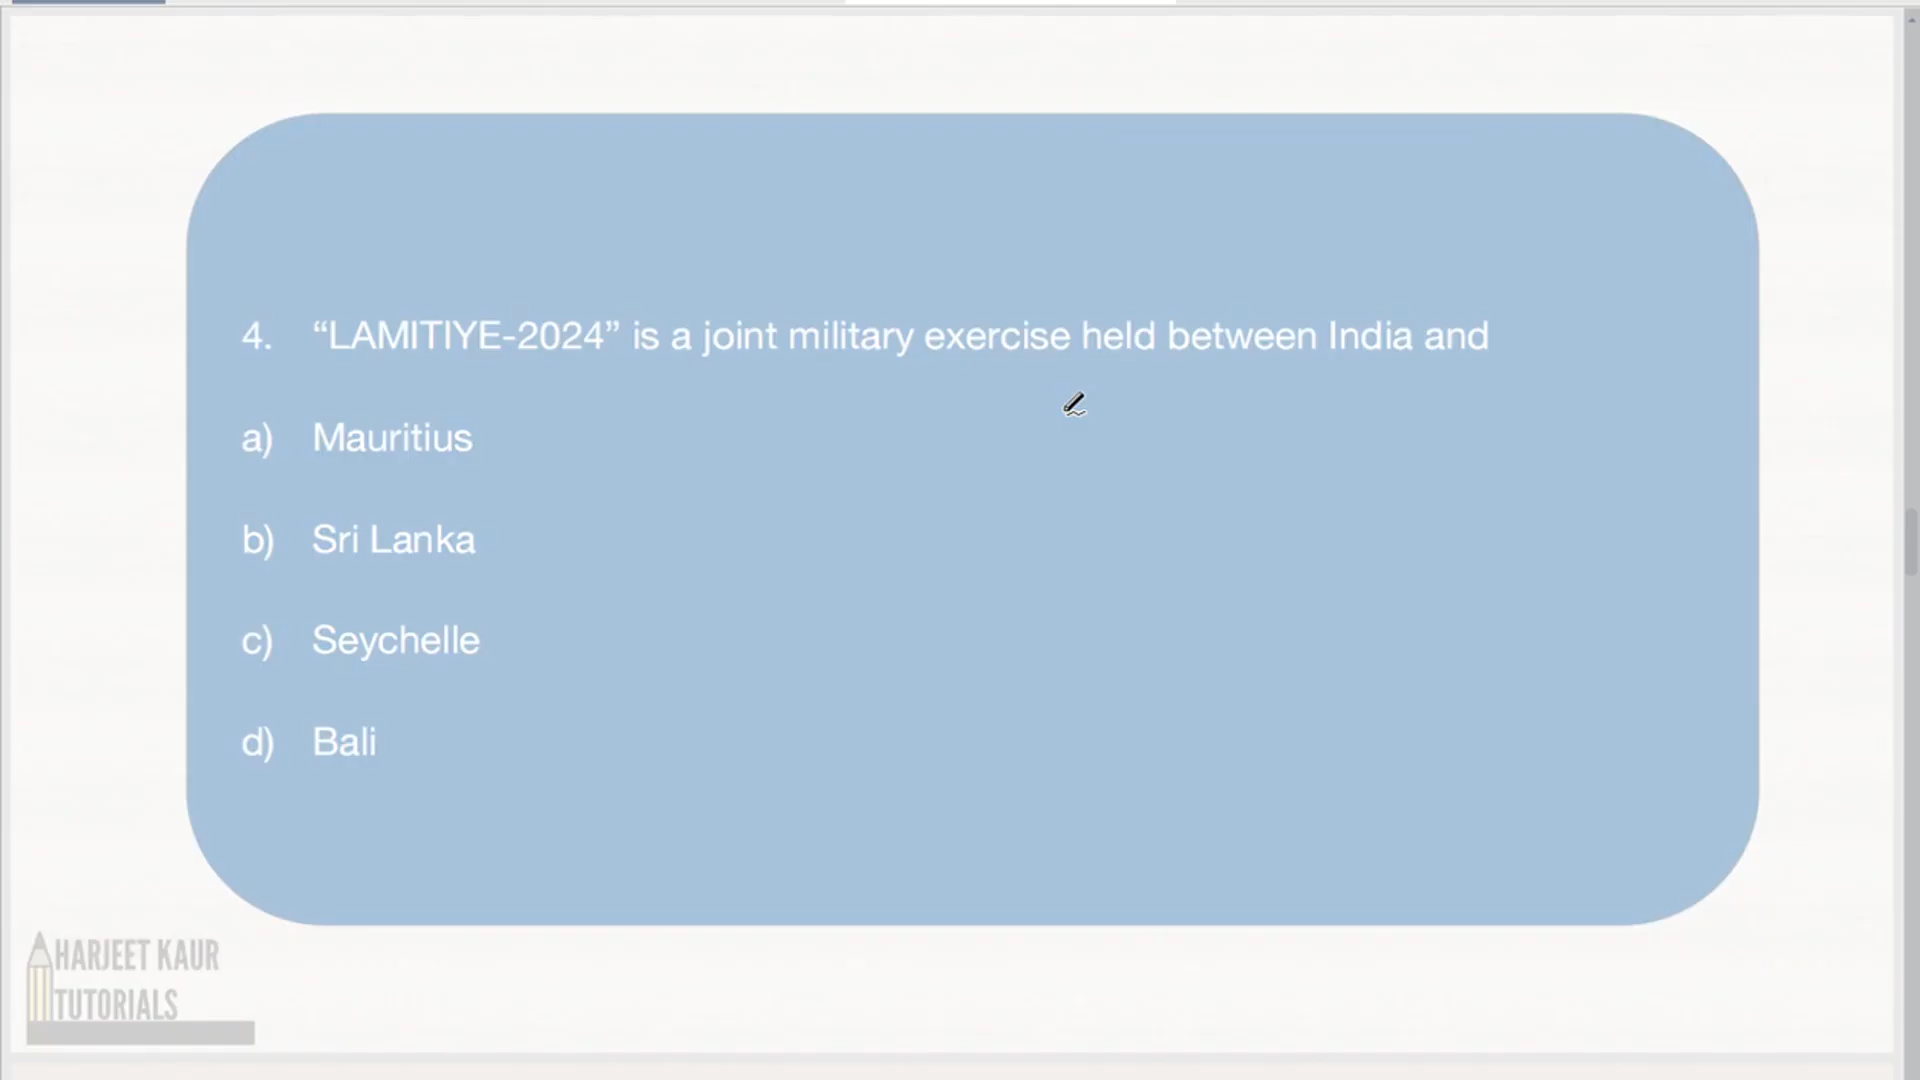 4. “LAMITIYE-2024” is a joint military exercise held between India and
a) Mauritius
b) Sri Lanka
c) Seychelle
d) Bali
HARJEET KAUR
TUTORIALS